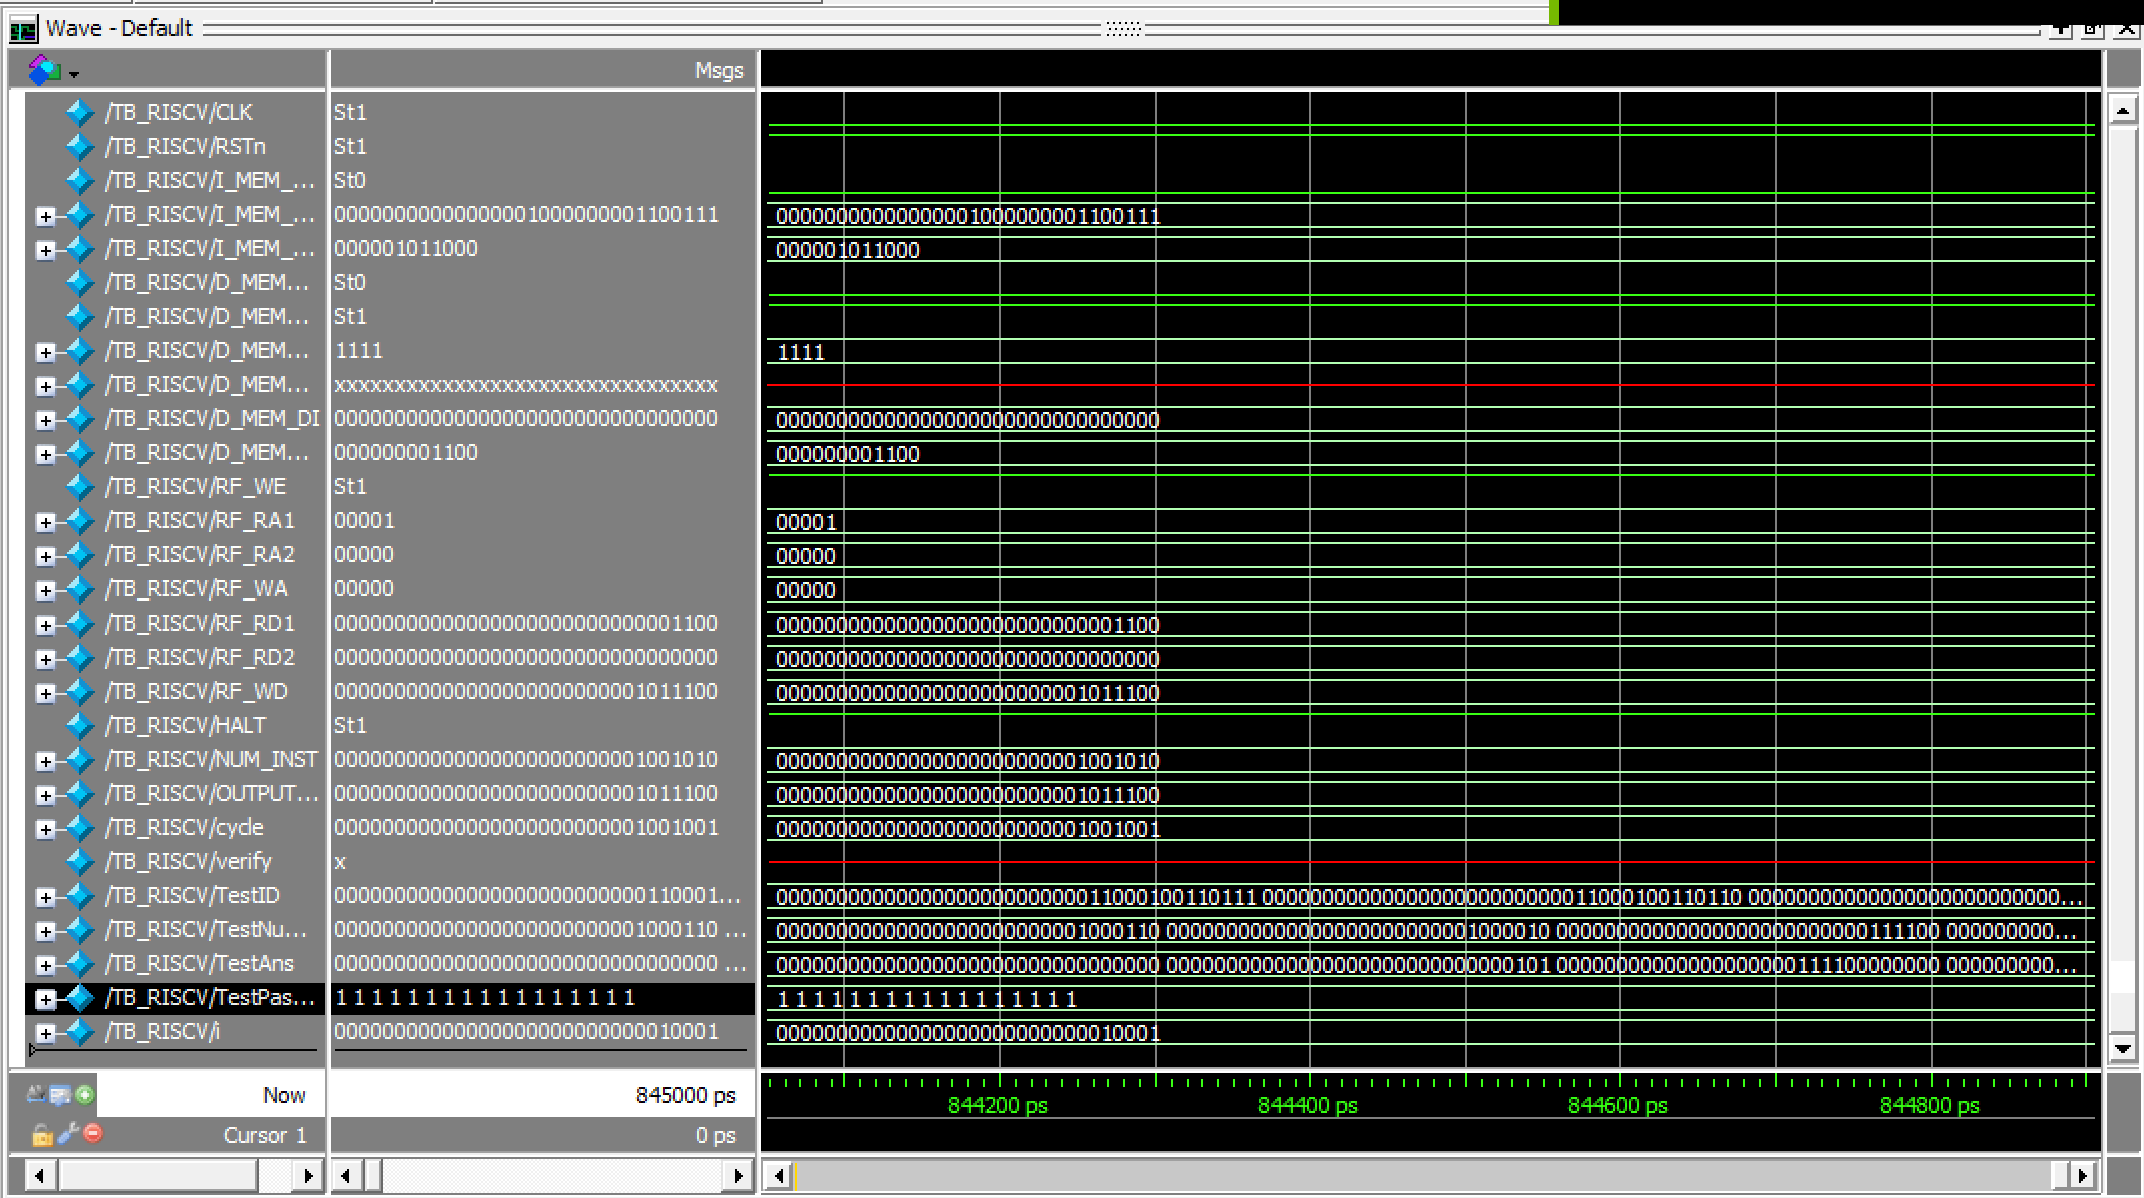 Wave - Default
Msgs
/TB_RISCV/CLK St1
/TB_RISCV/RSTn St1
/TB_RISCV/I_MEM_... St0
/TB_RISCV/I_MEM_... 00000000000000001000000001100111 00000000000000001000000001100111
/TB_RISCV/I_MEM_... 000001011000 000001011000
/TB_RISCV/D_MEM... St0
/TB_RISCV/D_MEM... St1
/TB_RISCV/D_MEM... 1111 1111
/TB_RISCV/D_MEM... xxxxxxxxxxxxxxxxxxxxxxxxxxxxxxxx
/TB_RISCV/D_MEM_DI 00000000000000000000000000000000 00000000000000000000000000000000
/TB_RISCV/D_MEM... 000000001100 000000001100
/TB_RISCV/RF_WE St1
/TB_RISCV/RF_RA1 00001 00001
/TB_RISCV/RF_RA2 00000 00000
/TB_RISCV/RF_WA 00000 00000
/TB_RISCV/RF_RD1 00000000000000000000000000001100 00000000000000000000000000001100
/TB_RISCV/RF_RD2 00000000000000000000000000000000 00000000000000000000000000000000
/TB_RISCV/RF_WD 00000000000000000000000001011100 00000000000000000000000001011100
/TB_RISCV/HALT St1
/TB_RISCV/NUM_INST 00000000000000000000000001001010 00000000000000000000000001001010
/TB_RISCV/OUTPUT... 00000000000000000000000001011100 00000000000000000000000001011100
/TB_RISCV/cycle 00000000000000000000000001001001 00000000000000000000000001001001
/TB_RISCV/verify x
/TB_RISCV/TestID 00000000000000000000000000110001... 0000000000000000000000000011000100110111 0000000000000000000000000011000100110110 00000000000000000000000000...
/TB_RISCV/TestNu... 00000000000000000000000001000110 ... 00000000000000000000000001000110 00000000000000000000000001000010 00000000000000000000000000111100 000000000...
/TB_RISCV/TestAns 00000000000000000000000000000000 ... 00000000000000000000000000000000 00000000000000000000000000000101 00000000000000000000111100000000 000000000...
/TB_RISCV/TestPas... 1 1 1 1 1 1 1 1 1 1 1 1 1 1 1 1 1 1 1 1 1 1 1 1 1 1 1 1 1 1 1 1 1 1
/TB_RISCV/i 00000000000000000000000000010001 00000000000000000000000000010001
Now 845000 ps
844200 ps 844400 ps 844600 ps 844800 ps
Cursor 1 0 ps